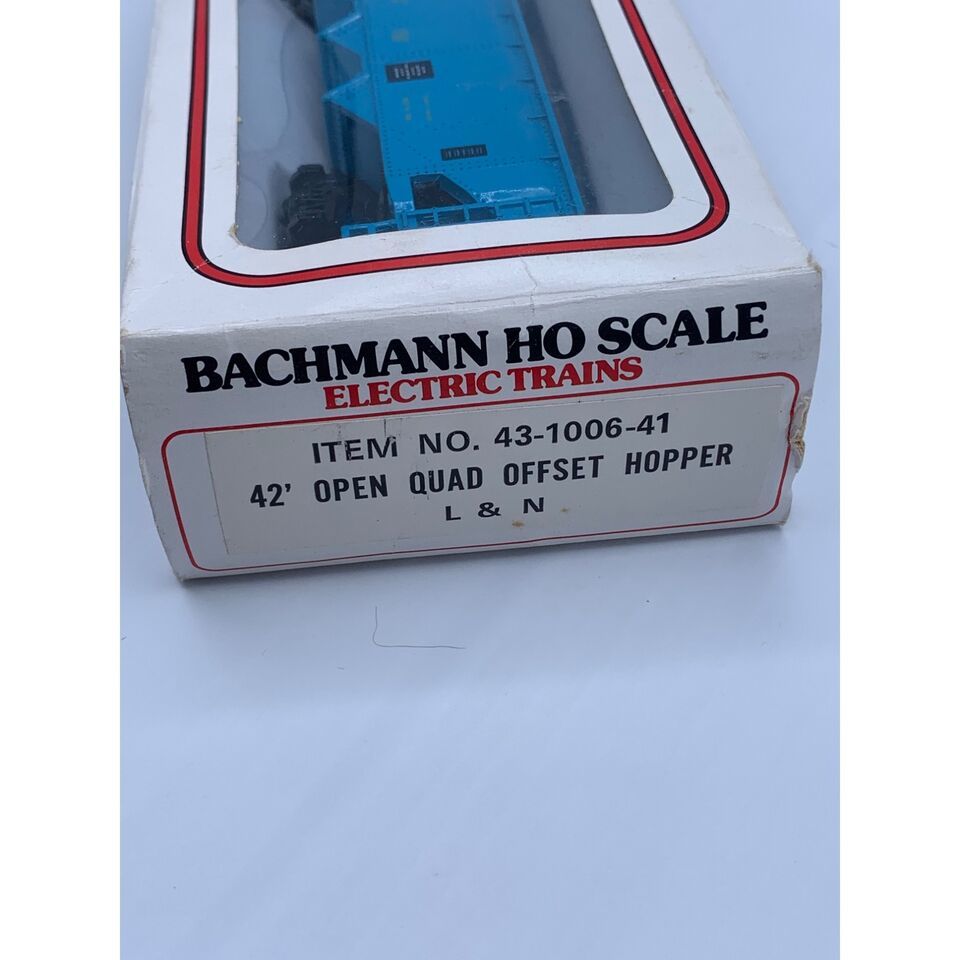 BACHMANN HO SCALE
ELECTRIC TRAINS
ITEM NO. 43-1006-41
42' OPEN QUAD OFFSET HOPPER
L & N